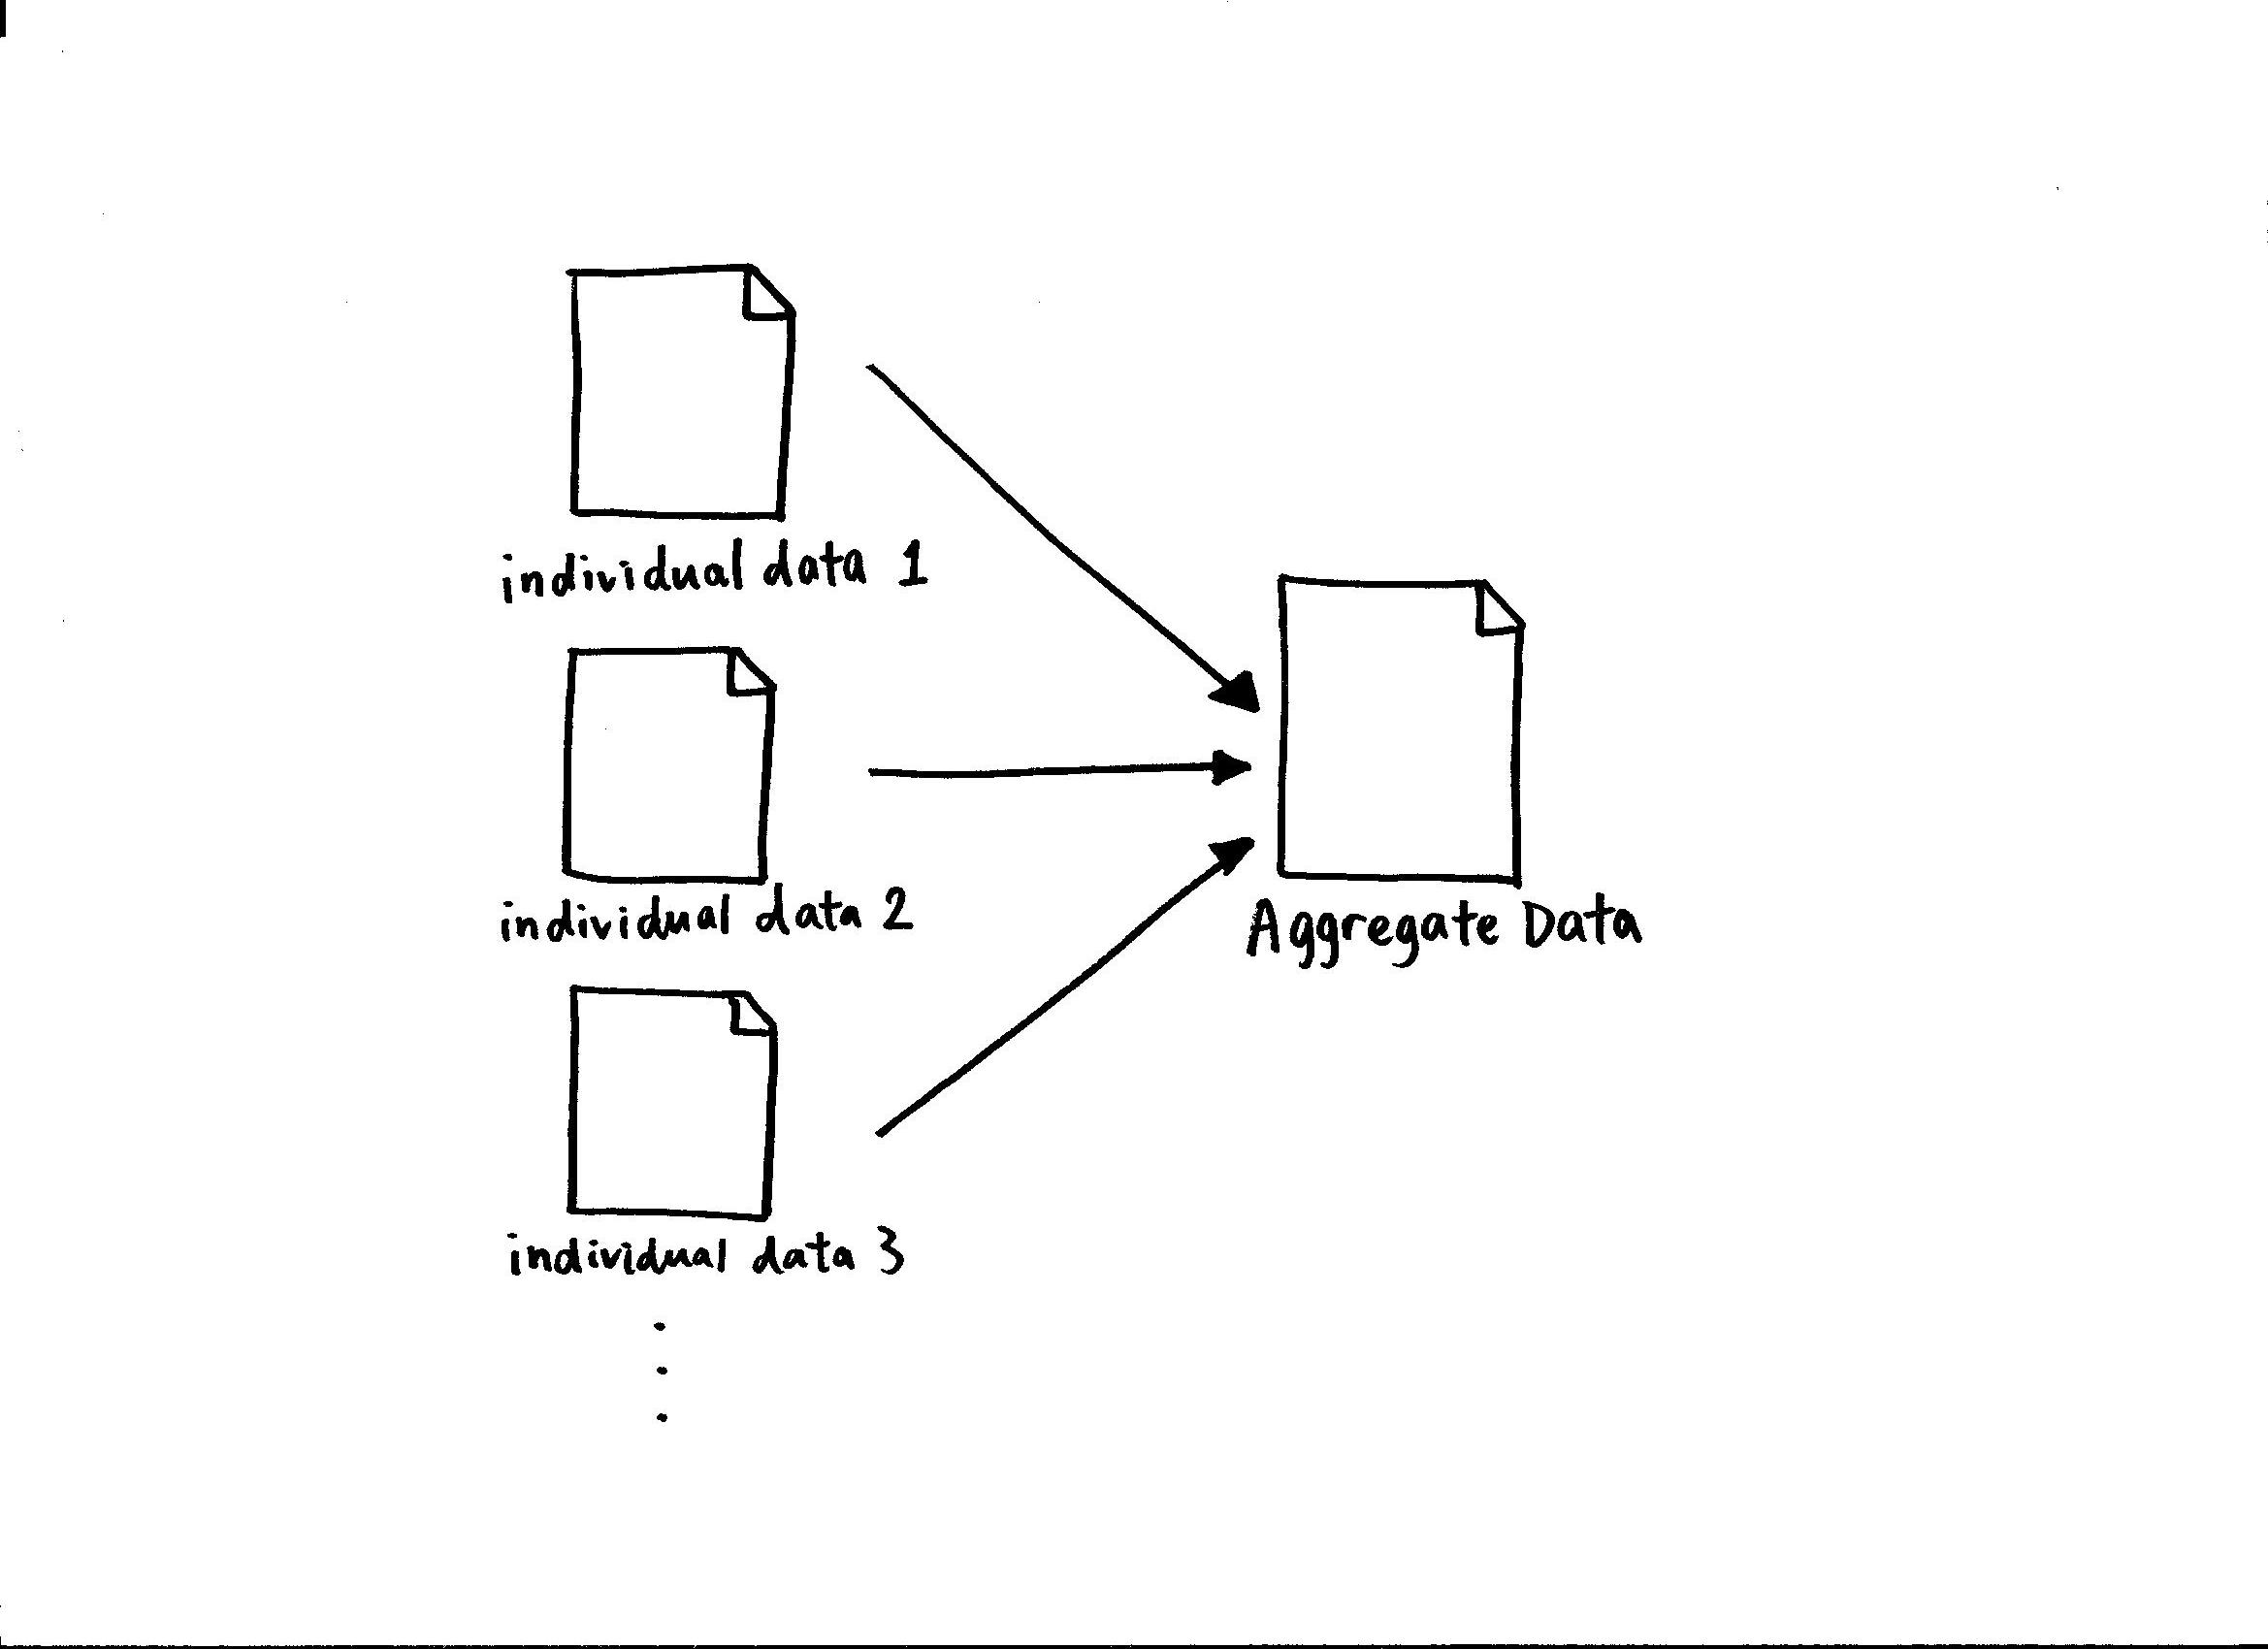 individual data 1
individual data 2
Aggregate Data
individual data 3